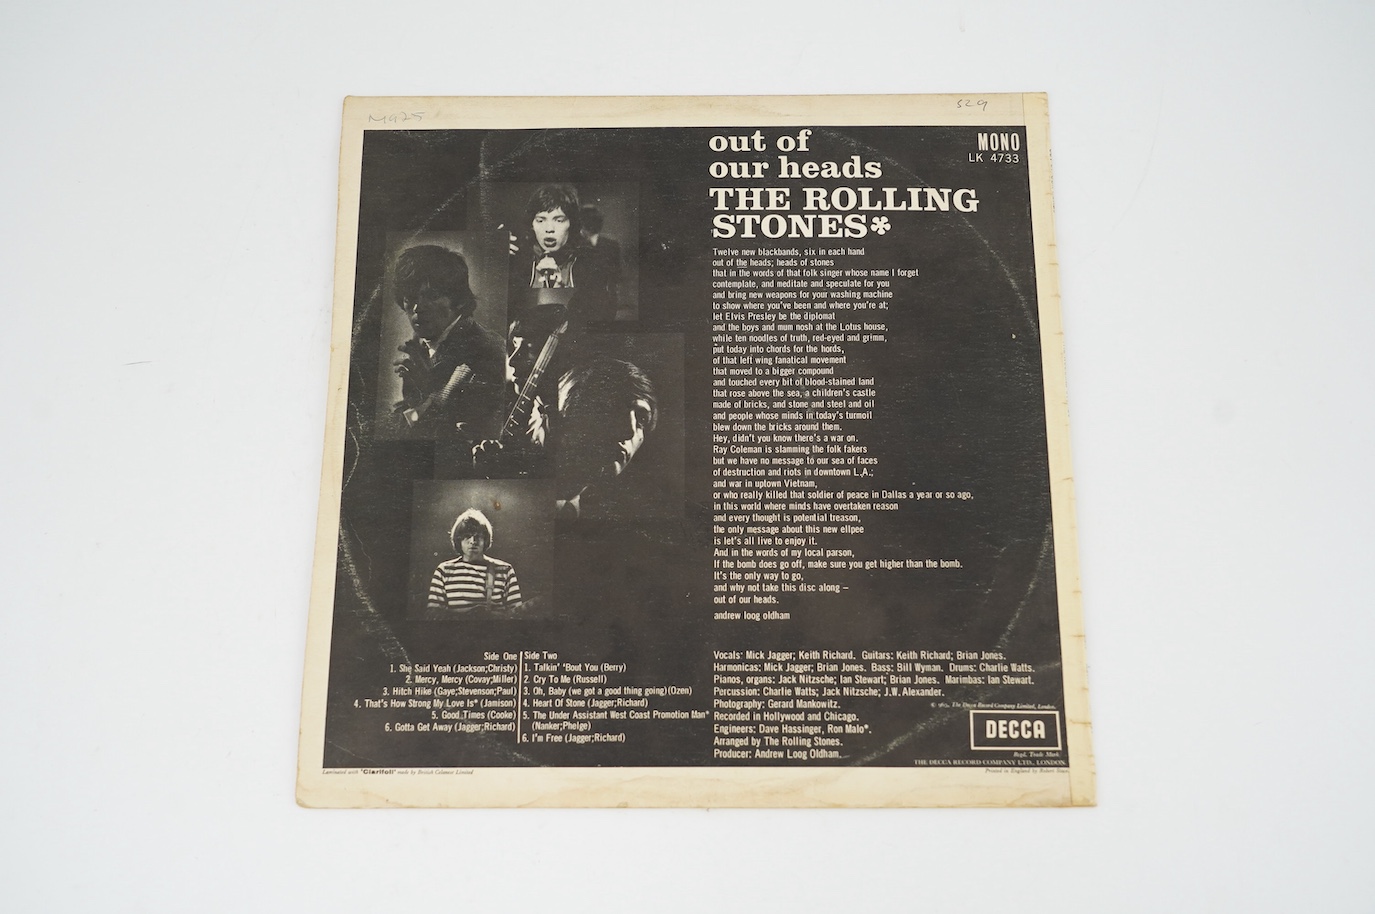 M925
529
out of
our heads
THE ROLLING
STONES*
MONO
LK 4733
Twelve new blackbands, six in each hand
out of the heads; heads of stones
that in the words of that folk singer whose name I forget
contemplate, and meditate and speculate for you
and bring new weapons for your washing machine
to show where you've been and where you're at;
let Elvis Presley be the diplomat
and the boys and mum nosh at the Lotus house,
while ten noodles of truth, red-eyed and grimm,
put today into chords for the hords,
of that left wing fanatical movement
that moved to a bigger compound
and touched every bit of blood-stained land
that rose above the sea, a children's castle
made of bricks, and stone and steel and oil
and people whose minds in today's turmoil
blew down the bricks around them.
Hey, didn't you know there's a war on.
Ray Coleman is slamming the folk fakers
but we have no message to our sea of faces
of destruction and riots in downtown L.A.;
and war in uptown Vietnam,
or who really killed that soldier of peace in Dallas a year or so ago,
in this world where minds have overtaken reason
and every thought is potential treason,
the only message about this new ellpee
is let's all live to enjoy it.
And in the words of my local parson,
If the bomb does go off, make sure you get higher than the bomb.
It's the only way to go,
and why not take this disc along —
out of our heads.
andrew loog oldham
Side One
1. She Said Yeah (Jackson;Christy)
2. Mercy, Mercy (Covay;Miller)
3. Hitch Hike (Gaye;Stevenson;Paul)
4. That's How Strong My Love Is* (Jamison)
5. Good Times (Cooke)
6. Gotta Get Away (Jagger;Richard)
Side Two
1. Talkin' 'Bout You (Berry)
2. Cry To Me (Russell)
3. Oh, Baby (we got a good thing going) (Ozen)
4. Heart Of Stone (Jagger;Richard)
5. The Under Assistant West Coast Promotion Man*
(Nanker;Phelge)
6. I'm Free (Jagger;Richard)
Vocals: Mick Jagger; Keith Richard. Guitars: Keith Richard; Brian Jones.
Harmonicas: Mick Jagger; Brian Jones. Bass: Bill Wyman. Drums: Charlie Watts.
Pianos, organs: Jack Nitzsche; Ian Stewart; Brian Jones. Marimbas: Ian Stewart.
Percussion: Charlie Watts; Jack Nitzsche; J.W. Alexander.
Photography: Gerard Mankowitz.
Recorded in Hollywood and Chicago.
Engineers: Dave Hassinger, Ron Malo*.
Arranged by The Rolling Stones.
Producer: Andrew Loog Oldham.
The Decca Record Company Limited, London.
DECCA
Regd. Trade Mark
THE DECCA RECORD COMPANY LTD., LONDON
Laminated with "Clarifoil" made by British Celanese Limited
Printed in England by Robert